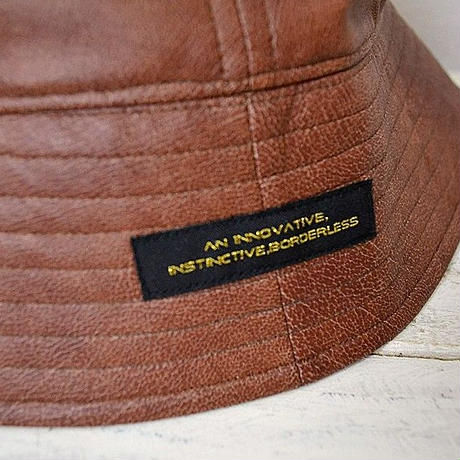 AN INNOVATIVE,
INSTINCTIVE,BORDERLESS